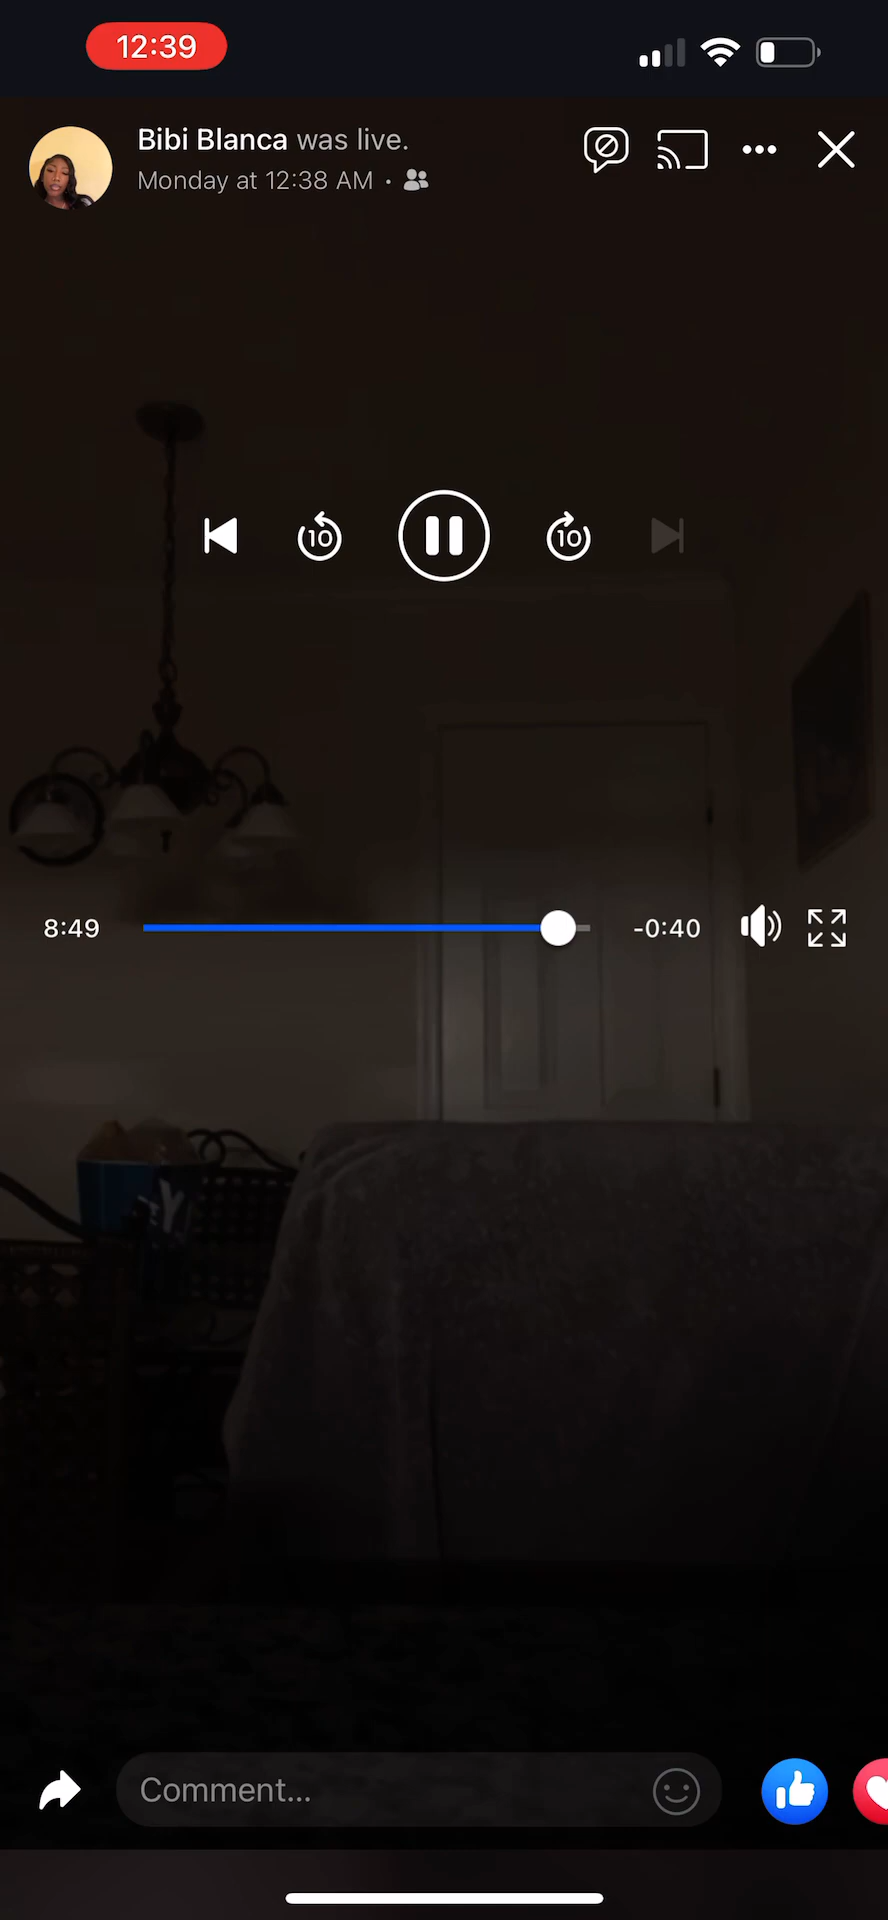 12:39
Bibi Blanca was live.
Monday at 12:38 AM ·
10
10
8:49
-0:40
Comment...